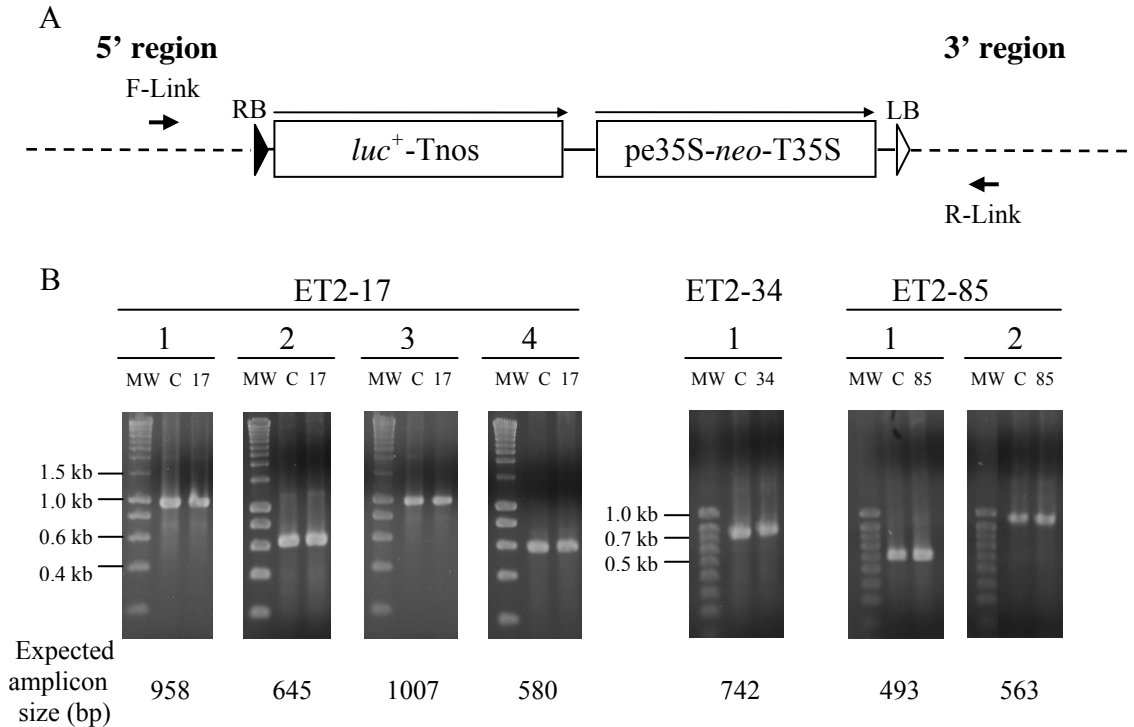 A
5’ region
3’ region
F-Link
RB
LB
luc⁺-Tnos
pe35S-neo-T35S
R-Link
B
ET2-17
ET2-34
ET2-85
1 2 3 4 1 1 2
MW C 17 MW C 17 MW C 17 MW C 17 MW C 34 MW C 85 MW C 85
1.5 kb
1.0 kb
0.6 kb
0.4 kb
1.0 kb
0.7 kb
0.5 kb
Expected
amplicon
size (bp)
958 645 1007 580 742 493 563